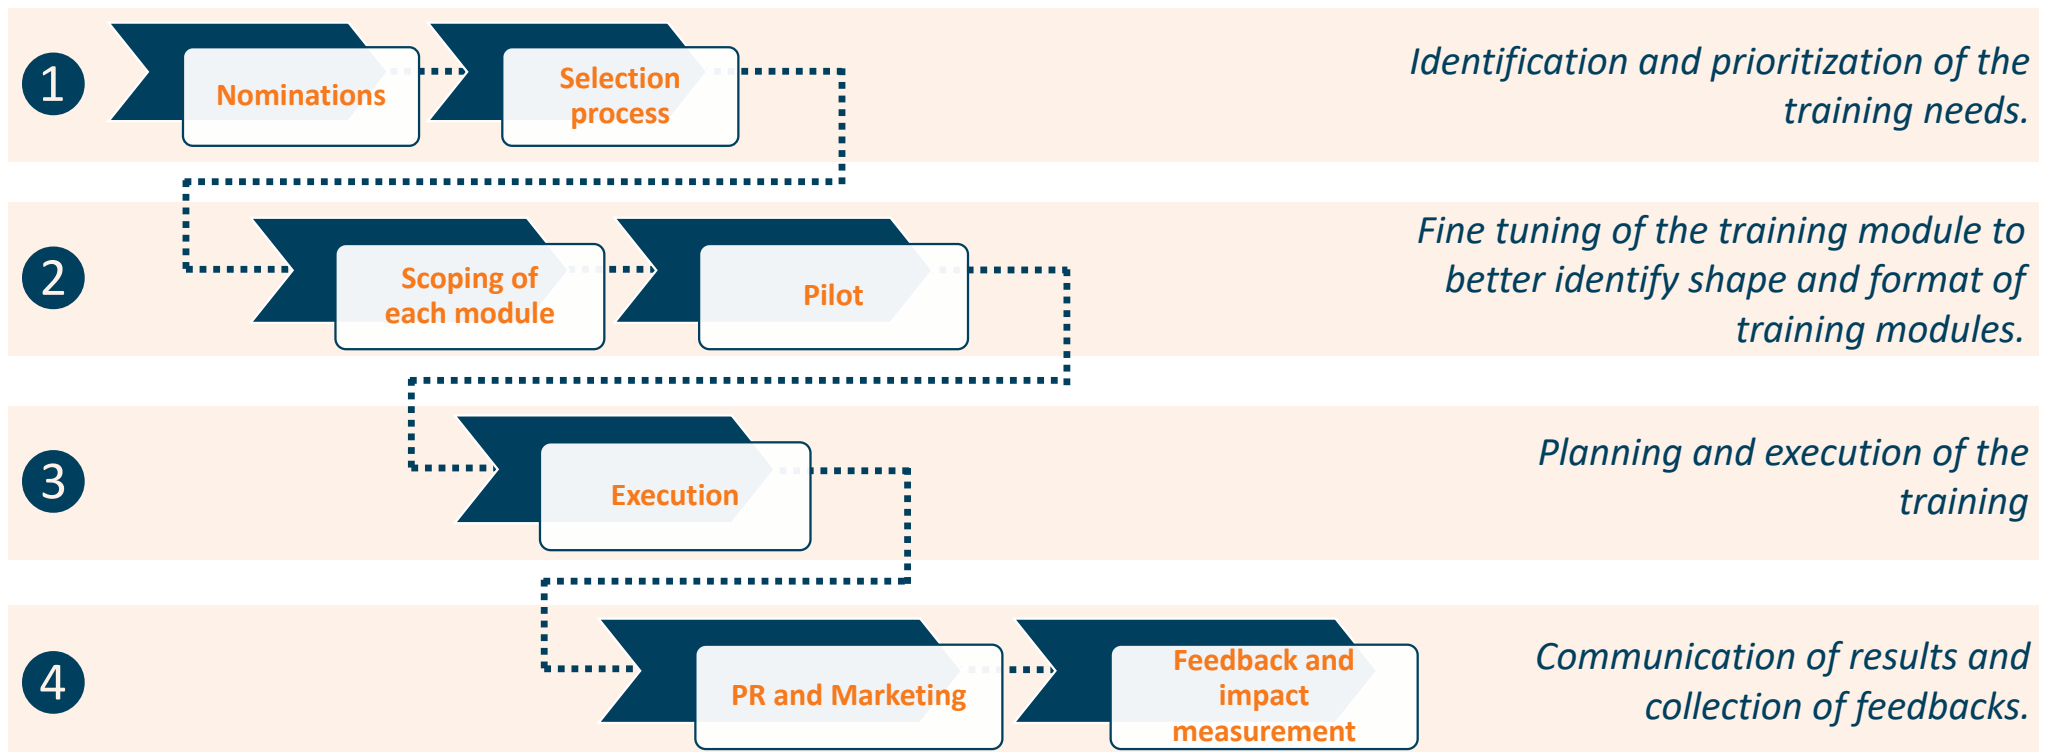 1
Nominations
Selection
process
Identification and prioritization of the
training needs.
2
Scoping of
each module
Pilot
Fine tuning of the training module to
better identify shape and format of
training modules.
3
Execution
Planning and execution of the
training
4
PR and Marketing
Feedback and
impact
measurement
Communication of results and
collection of feedbacks.